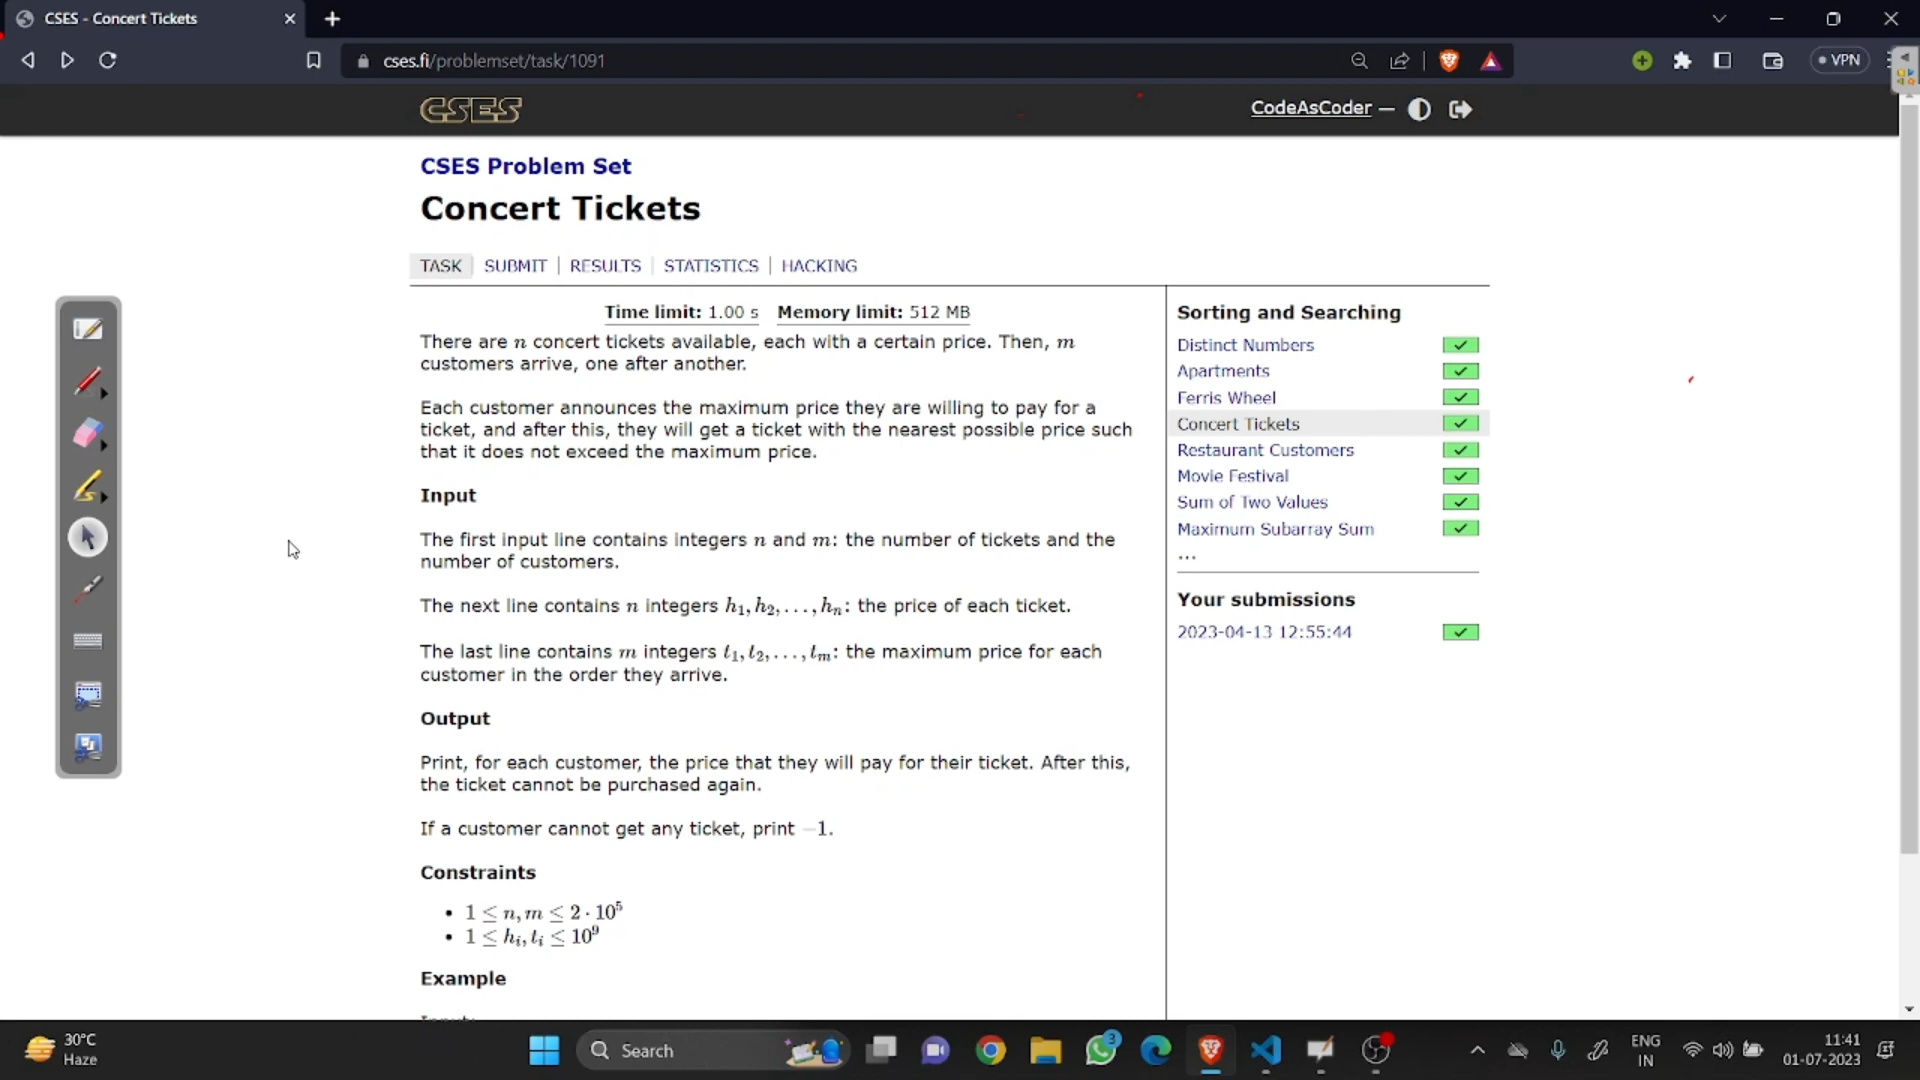 CSES - Concert Tickets
cses.fi/problemset/task/1091
VPN
CSES
CodeAsCoder —
CSES Problem Set
Concert Tickets
TASK
SUBMIT
RESULTS
STATISTICS
HACKING
Time limit: 1.00 s Memory limit: 512 MB
There are n concert tickets available, each with a certain price. Then, m
customers arrive, one after another.
Each customer announces the maximum price they are willing to pay for a
ticket, and after this, they will get a ticket with the nearest possible price such
that it does not exceed the maximum price.
Input
The first input line contains integers n and m: the number of tickets and the
number of customers.
The next line contains n integers h1, h2, . . . , hn: the price of each ticket.
The last line contains m integers t1, t2, . . . , tm: the maximum price for each
customer in the order they arrive.
Output
Print, for each customer, the price that they will pay for their ticket. After this,
the ticket cannot be purchased again.
If a customer cannot get any ticket, print −1.
Constraints
• 1 ≤ n, m ≤ 2 · 10⁵
• 1 ≤ hi, ti ≤ 10⁹
Example
Sorting and Searching
Distinct Numbers
Apartments
Ferris Wheel
Concert Tickets
Restaurant Customers
Movie Festival
Sum of Two Values
Maximum Subarray Sum
...
Your submissions
2023-04-13 12:55:44
30°C
Haze
Search
3
ENG
IN
11:41
01-07-2023